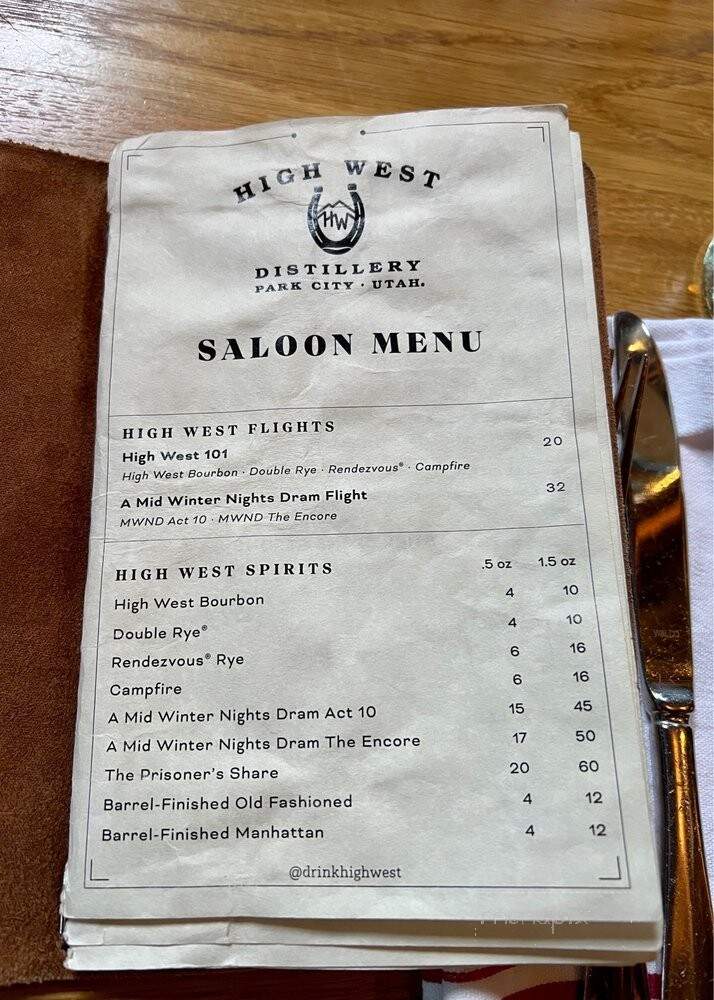 HIGH WEST
HW
DISTILLERY
PARK CITY · UTAH.
SALOON MENU
HIGH WEST FLIGHTS
High West 101 20
High West Bourbon · Double Rye · Rendezvous® · Campfire
A Mid Winter Nights Dram Flight 32
MWND Act 10 · MWND The Encore
HIGH WEST SPIRITS .5 oz 1.5 oz
High West Bourbon 4 10
Double Rye® 4 10
Rendezvous® Rye 6 16
Campfire 6 16
A Mid Winter Nights Dram Act 10 15 45
A Mid Winter Nights Dram The Encore 17 50
The Prisoner's Share 20 60
Barrel-Finished Old Fashioned 4 12
Barrel-Finished Manhattan 4 12
@drinkhighwest